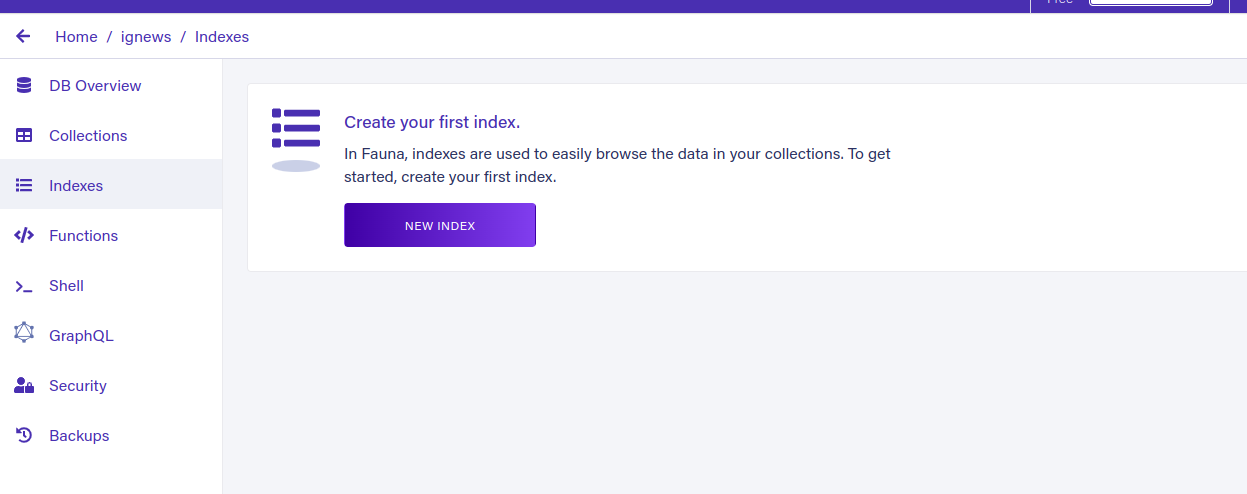 Free
Home / ignews / Indexes
DB Overview
Collections
Indexes
Functions
Shell
GraphQL
Security
Backups
Create your first index.
In Fauna, indexes are used to easily browse the data in your collections. To get
started, create your first index.
NEW INDEX